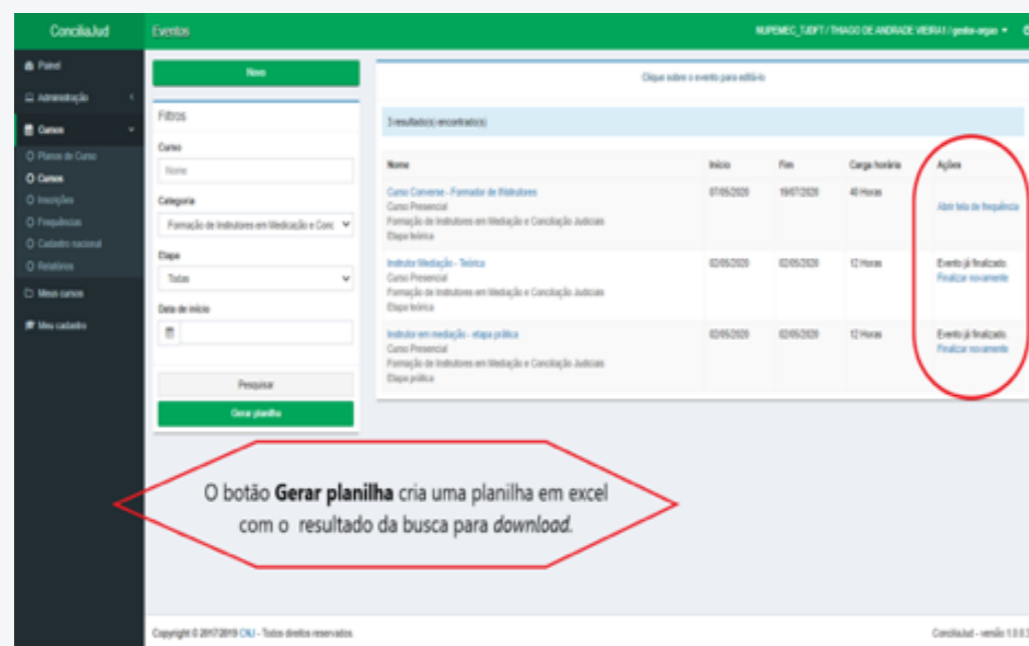 ConciliaJud
Eventos
NUPEMEC_TJDFT / THIAGO DE ANDRADE VIEIRA1 / gestor-orgao
Painel
Administração
Cursos
Planos de Curso
Cursos
Inscrições
Frequências
Cadastro nacional
Relatórios
Meus cursos
Meu cadastro
Novo
Filtros
Curso
Nome
Categoria
Formação de Instrutores em Mediação e Conc
Etapa
Todas
Data de início
Pesquisar
Gerar planilha
Clique sobre o evento para editá-lo
3 resultado(s) encontrado(s)
Nome Início Fim Carga horária Ações
Curso Converse - Formador de 07/05/2020 19/07/2020 40 Horas
Curso Presencial Abrir tela de frequência
Formação de Instrutores em Mediação e Conciliação Judiciais
Etapa teórica
Instrutor Mediação - Teórica 02/05/2020 02/05/2020 12 Horas Evento já finalizado.
Curso Presencial Finalizar novamente
Formação de Instrutores em Mediação e Conciliação Judiciais
Etapa teórica
Instrutor em mediação - etapa prática 02/05/2020 02/05/2020 12 Horas Evento já finalizado.
Curso Presencial Finalizar novamente
Formação de Instrutores em Mediação e Conciliação Judiciais
Etapa prática
O botão Gerar planilha cria uma planilha em excel
com o resultado da busca para download.
Copyright © 2017/2019 CNJ - Todos direitos reservados.
ConciliaJud - versão